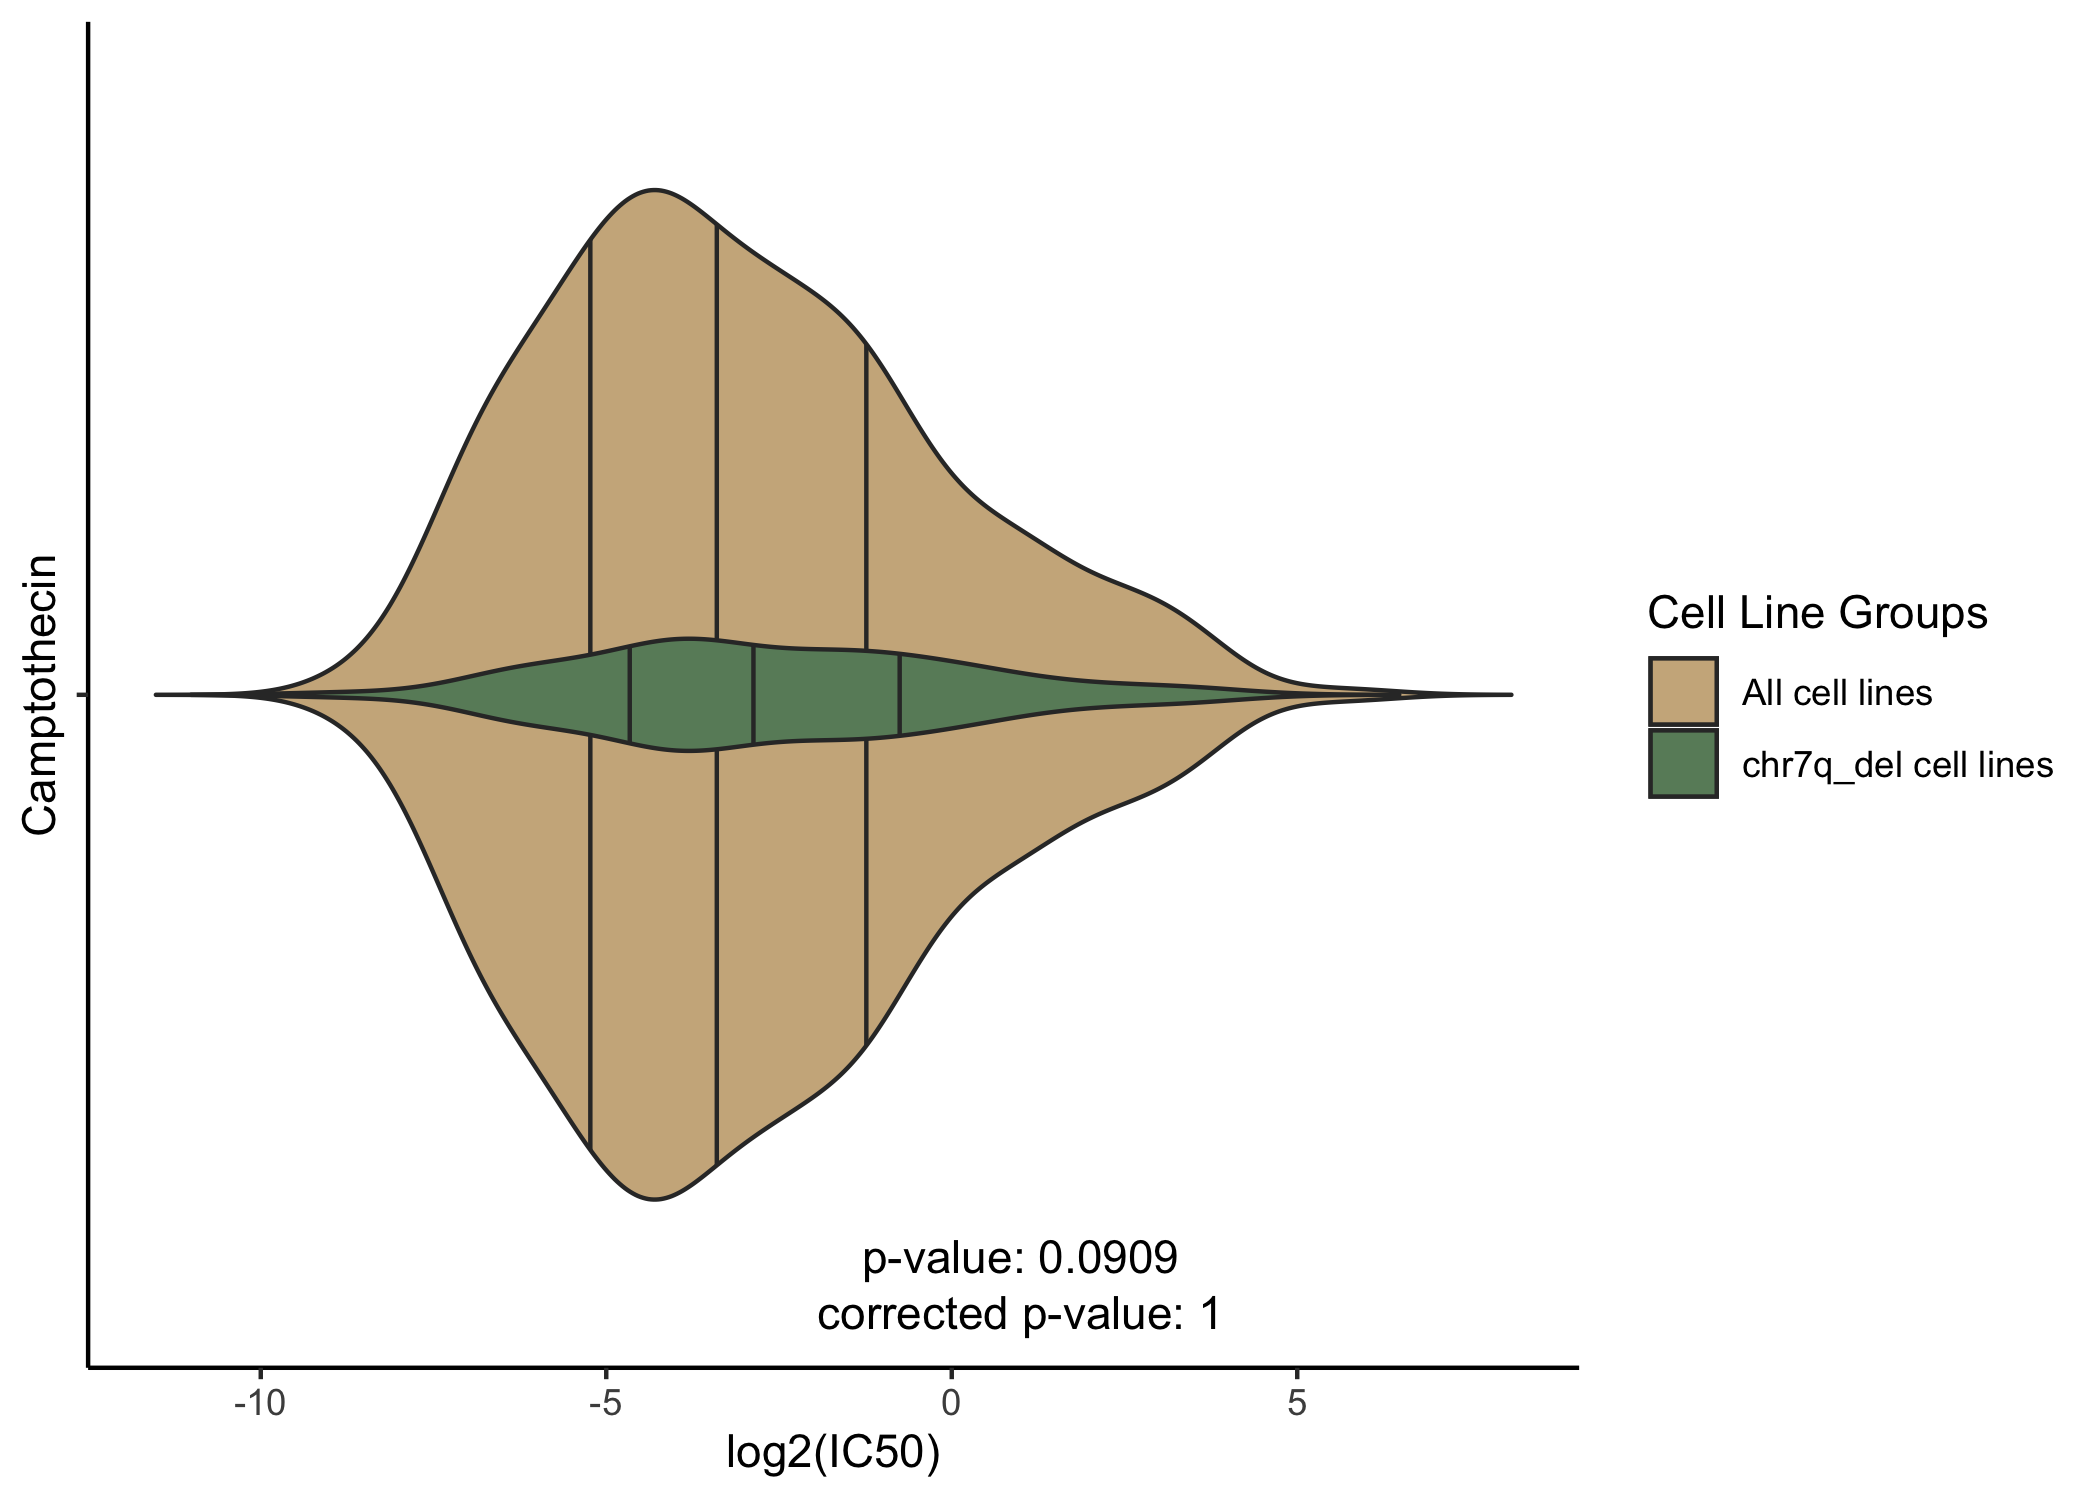 Camptothecin
p-value: 0.0909
corrected p-value: 1
-10 -5 0 5
log2(IC50)
Cell Line Groups
All cell lines
chr7q_del cell lines